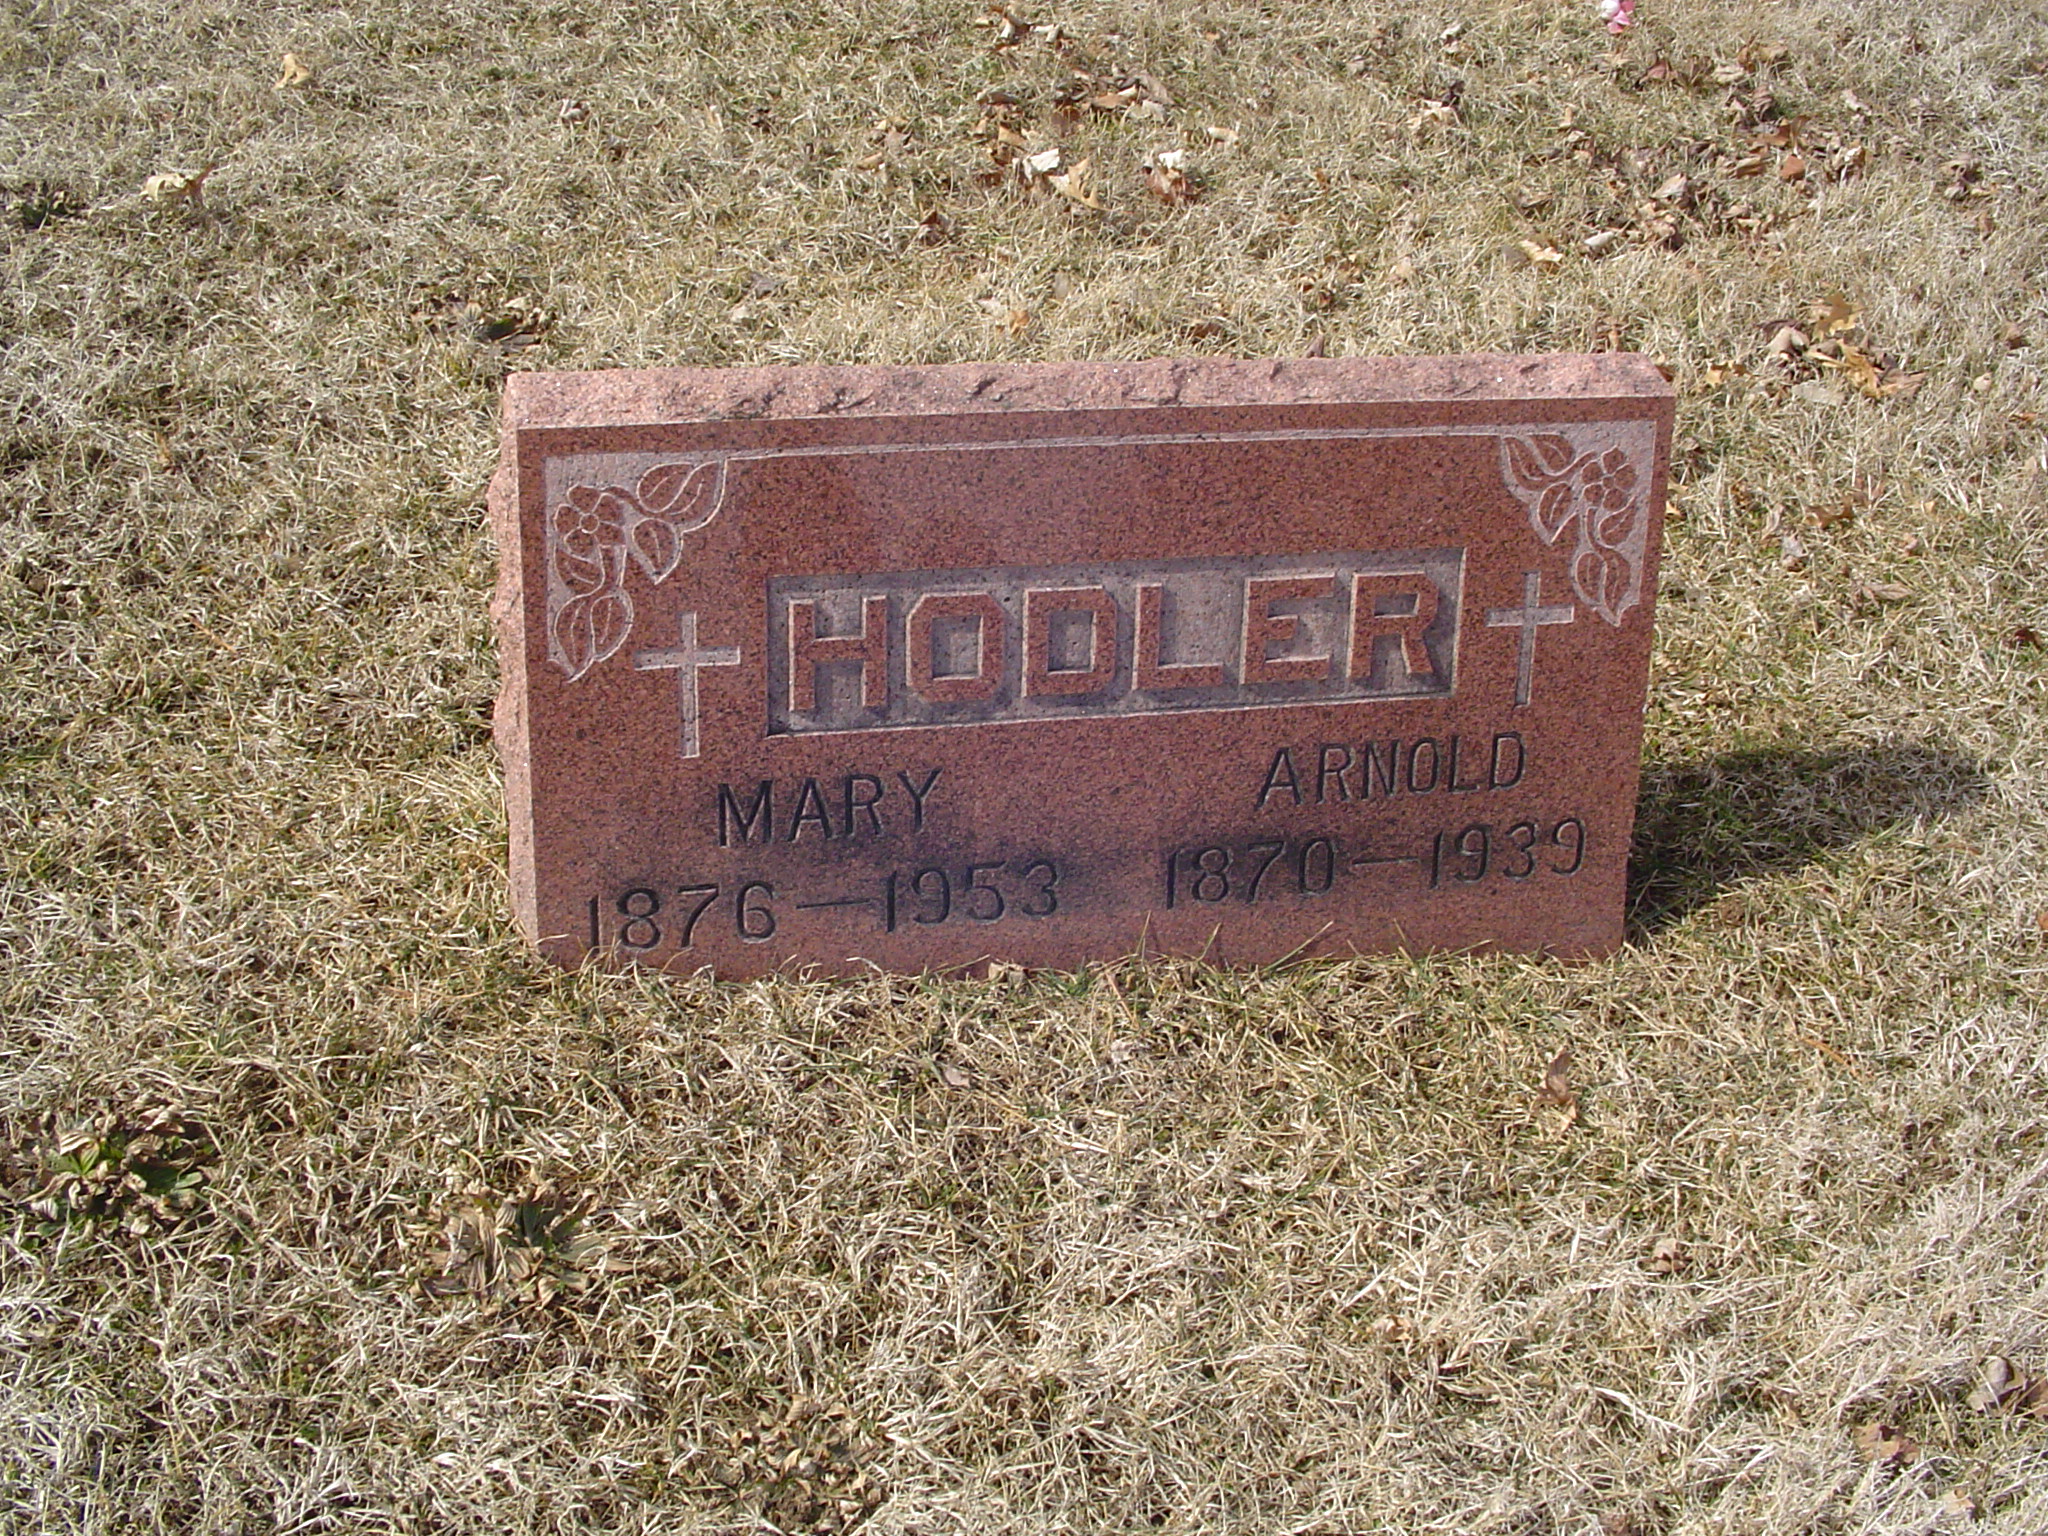 HODLER
MARY
1876 — 1953
ARNOLD
1870 — 1939